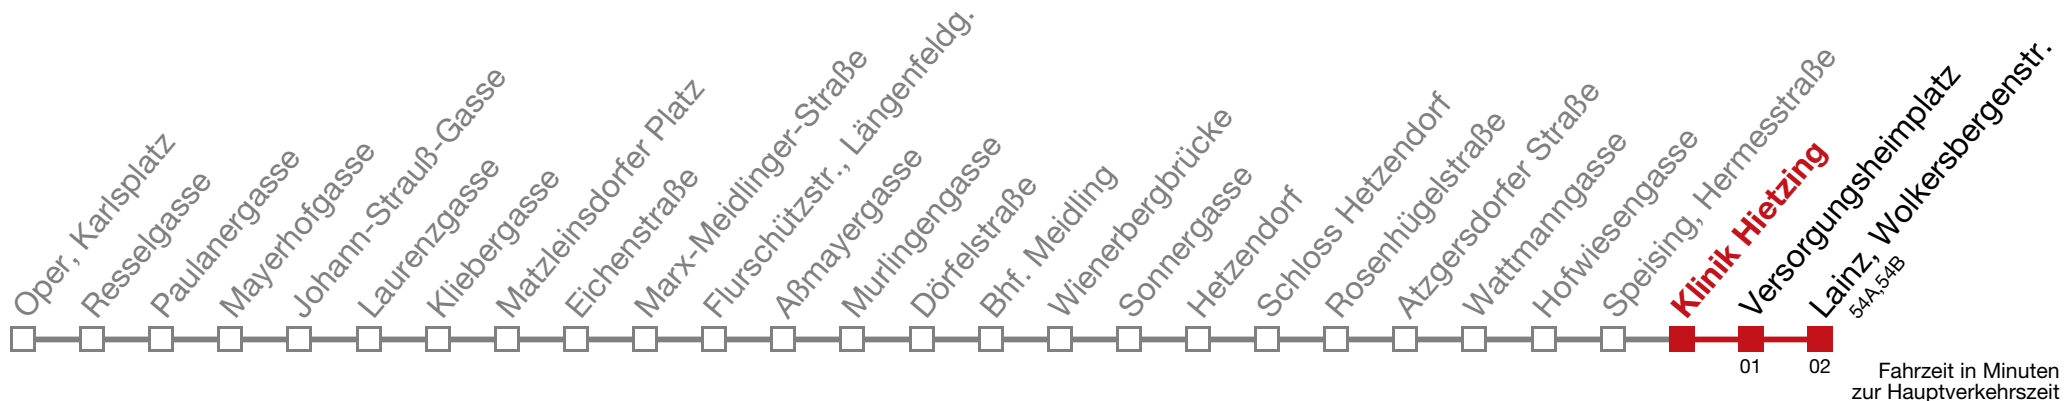 Oper, Karlsplatz
Resselgasse
Paulanergasse
Mayerhofgasse
Johann-Strauß-Gasse
Laurenzgasse
Kliebergasse
Matzleinsdorfer Platz
Eichenstraße
Marx-Meidlinger-Straße
Flurschützstr., Längenfeldg.
Aßmayergasse
Murlingengasse
Dörfelstraße
Bhf. Meidling
Wienerbergbrücke
Sonnergasse
Hetzendorf
Schloss Hetzendorf
Rosenhügelstraße
Atzgersdorfer Straße
Wattmanngasse
Hofwiesengasse
Speising, Hermesstraße
Klinik Hietzing
Versorgungsheimplatz
Lainz, Wolkersbergenstr.
54A,54B
01
02
Fahrzeit in Minuten
zur Hauptverkehrszeit